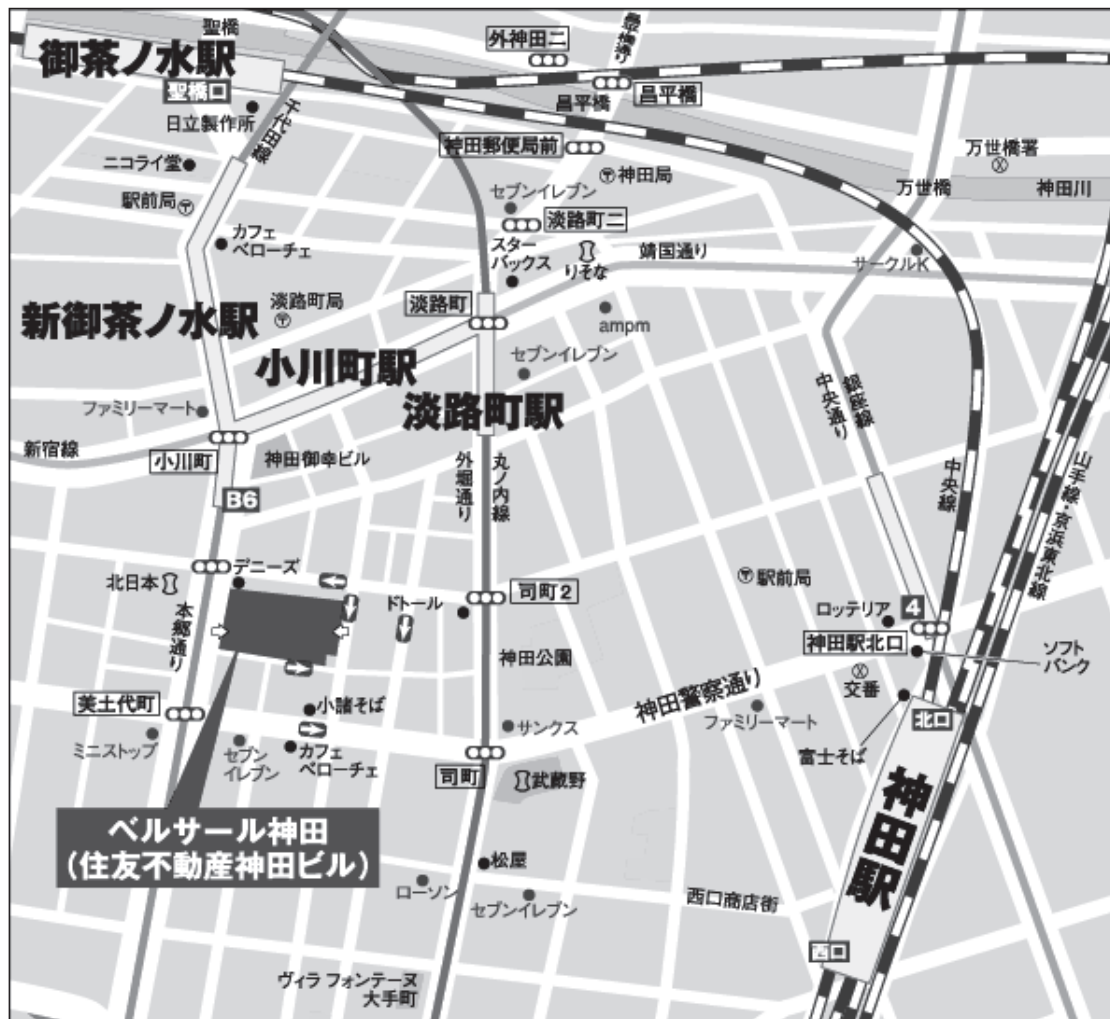 聖橋
外神田二
昌平橋通り
御茶ノ水駅
聖橋口
昌平橋
昌平橋
日立製作所
千代田線
神田郵便局前
万世橋署
ニコライ堂
神田局
万世橋
神田川
駅前局
セブンイレブン
淡路町二
カフェ
ベローチェ
スター
バックス
りそな
靖国通り
サークルK
淡路町局
淡路町
新御茶ノ水駅
ampm
小川町駅
セブンイレブン
淡路町駅
銀座線
中央通り
ファミリーマート
新宿線
小川町
神田御幸ビル
外堀通り
丸ノ内線
中央線
山手線・京浜東北線
B6
デニーズ
北日本
ドトール
司町2
駅前局
ロッテリア
4
神田駅北口
ソフト
バンク
本郷通り
神田公園
交番
神田警察通り
美土代町
小諸そば
サンクス
ファミリーマート
北口
ミニストップ
セブン
イレブン
カフェ
ベローチェ
司町
富士そば
武蔵野
神田駅
ベルサール神田
(住友不動産神田ビル)
松屋
ローソン
セブンイレブン
西口商店街
西口
ヴィラ フォンテーヌ
大手町